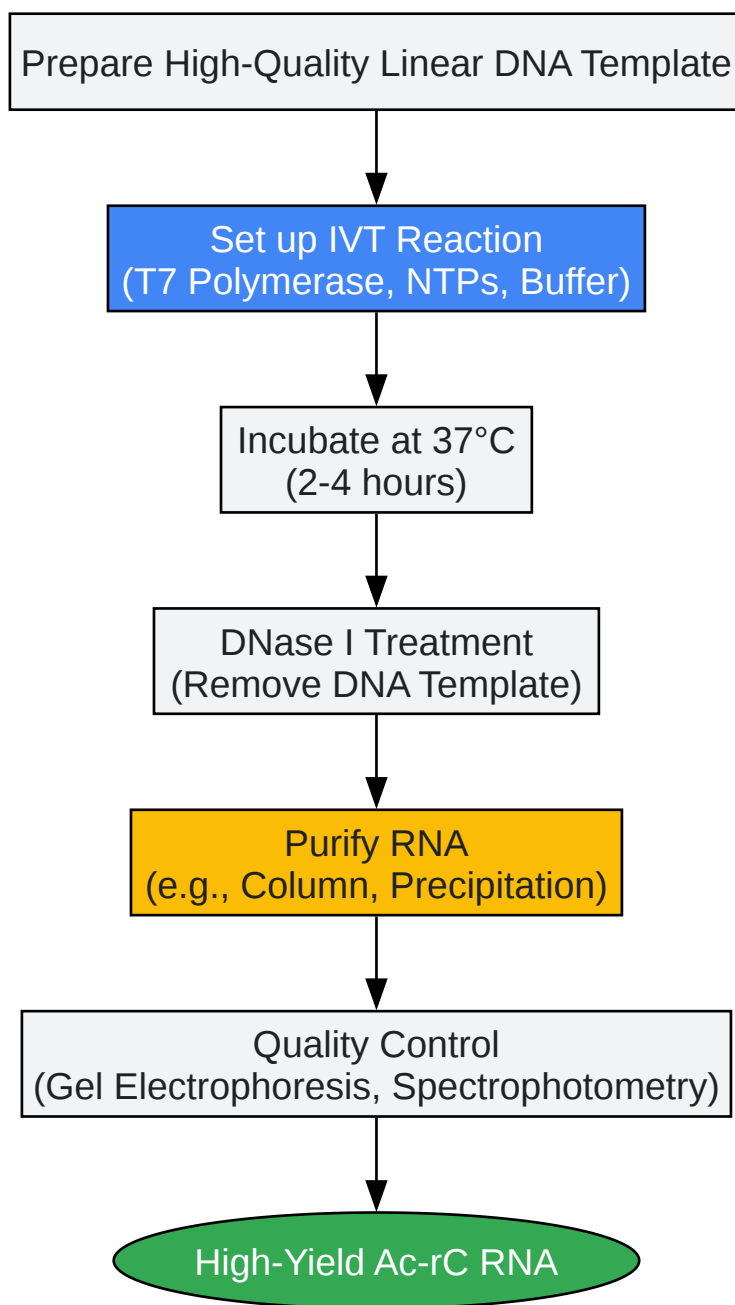 Prepare High-Quality Linear DNA Template
Set up IVT Reaction
(T7 Polymerase, NTPs, Buffer)
Incubate at 37°C
(2-4 hours)
DNase I Treatment
(Remove DNA Template)
Purify RNA
(e.g., Column, Precipitation)
Quality Control
(Gel Electrophoresis, Spectrophotometry)
High-Yield Ac-rC RNA